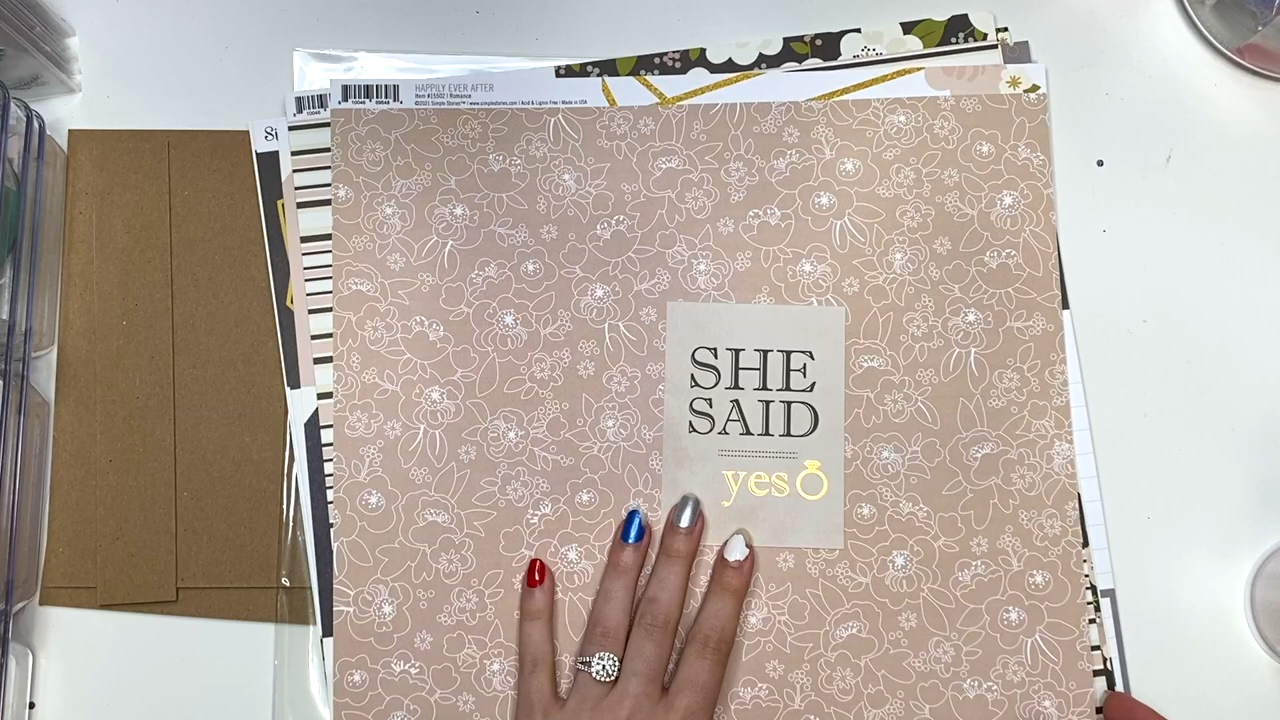 HAPPILY EVER AFTER
Item #15502 | Romance
©2021 Simple Stories™ | www.simplestories.com | Acid & Lignin Free | Made in USA
SHE
SAID
yes